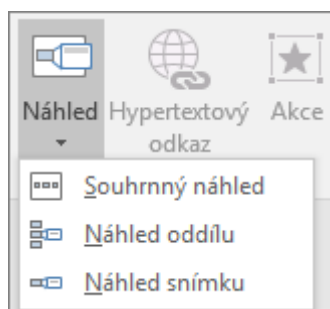 Náhled Hypertextový Akce
odkaz
Souhrnný náhled
Náhled oddílu
Náhled snímku